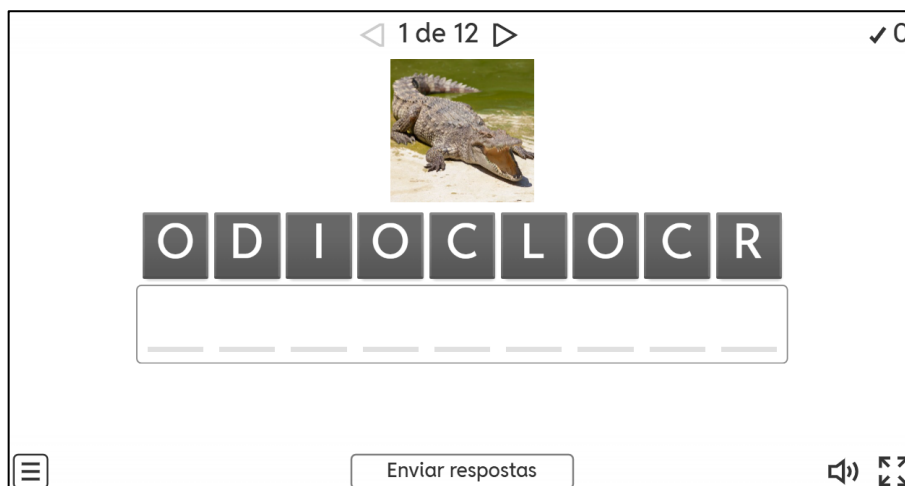 1 de 12
✓ 0
O D I O C L O C R
Enviar respostas